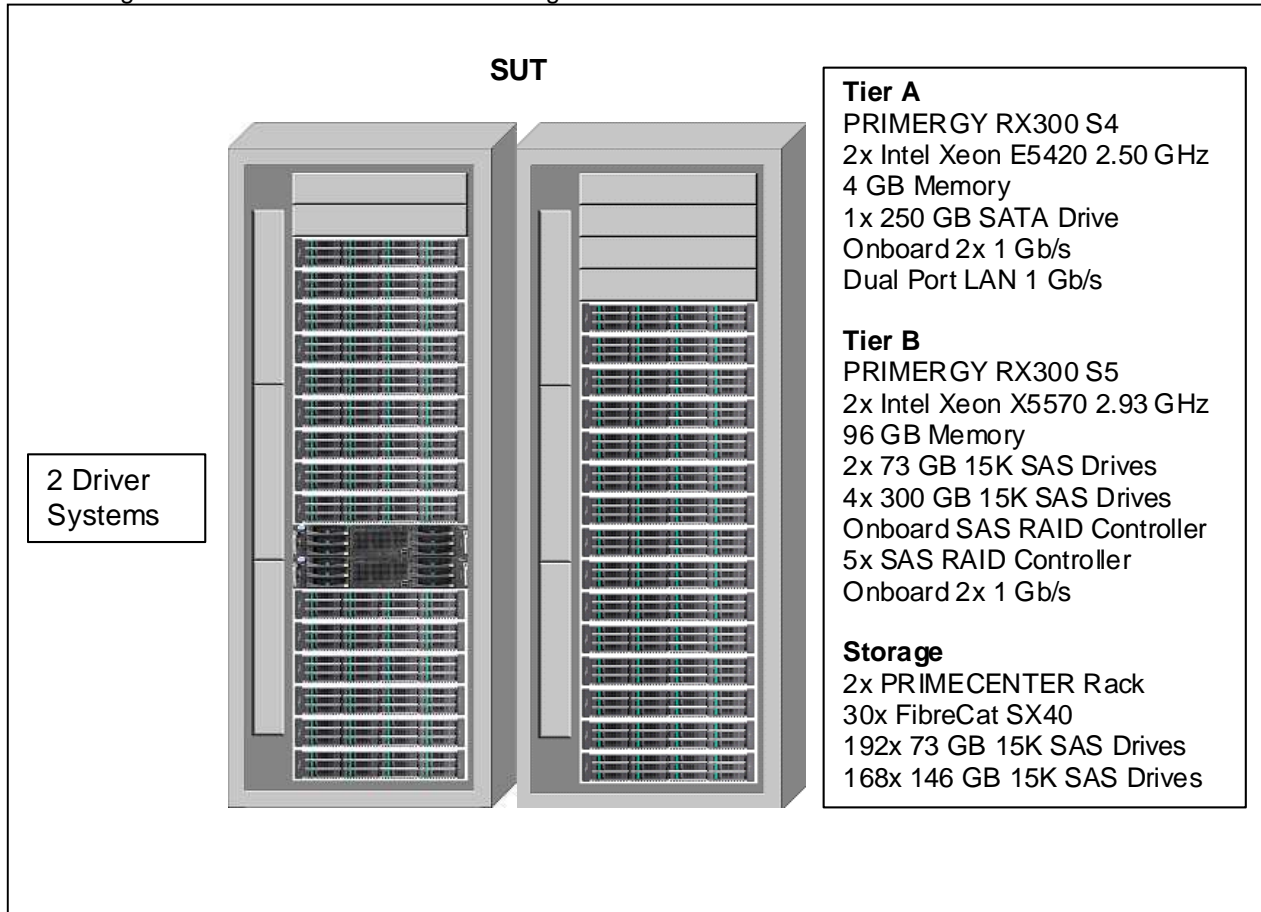 SUT
2 Driver
Systems
Tier A
PRIMERGY RX300 S4
2x Intel Xeon E5420 2.50 GHz
4 GB Memory
1x 250 GB SATA Drive
Onboard 2x 1 Gb/s
Dual Port LAN 1 Gb/s
Tier B
PRIMERGY RX300 S5
2x Intel Xeon X5570 2.93 GHz
96 GB Memory
2x 73 GB 15K SAS Drives
4x 300 GB 15K SAS Drives
Onboard SAS RAID Controller
5x SAS RAID Controller
Onboard 2x 1 Gb/s
Storage
2x PRIMECENTER Rack
30x FibreCat SX40
192x 73 GB 15K SAS Drives
168x 146 GB 15K SAS Drives